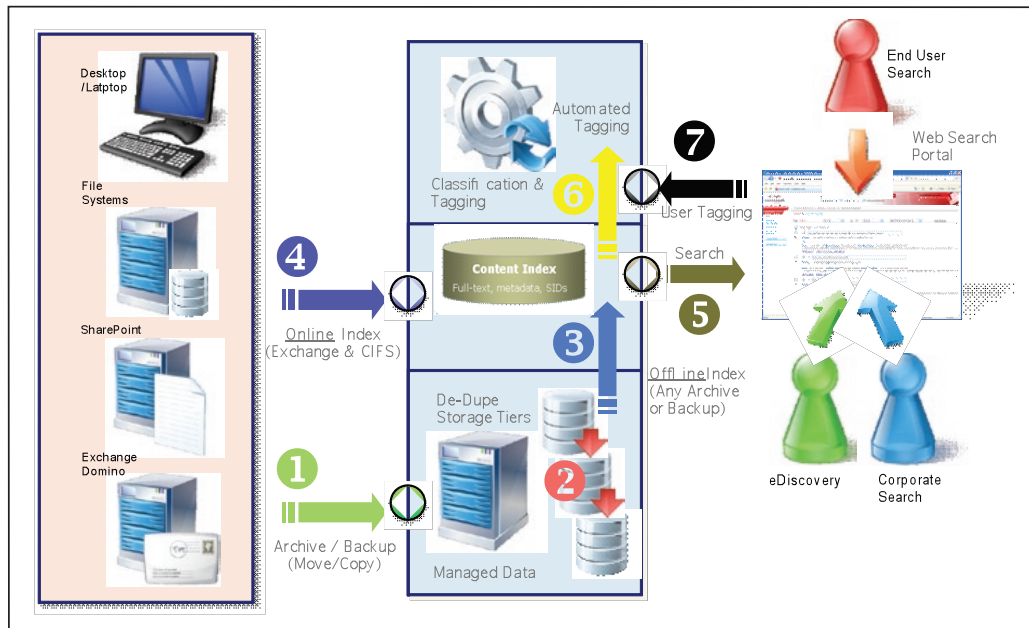 Desktop
/Latptop
File
Systems
SharePoint
Exchange
Domino
4
Online Index
(Exchange & CIFS)
1
Archive / Backup
(Move/Copy)
Automated
Tagging
Classifi cation &
Tagging
6
Content Index
Full-text, metadata, SIDs
3
De-Dupe
Storage Tiers
2
Managed Data
7
User Tagging
Search
5
Offl ineIndex
(Any Archive
or Backup)
End User
Search
Web Search
Portal
eDiscovery
Corporate
Search